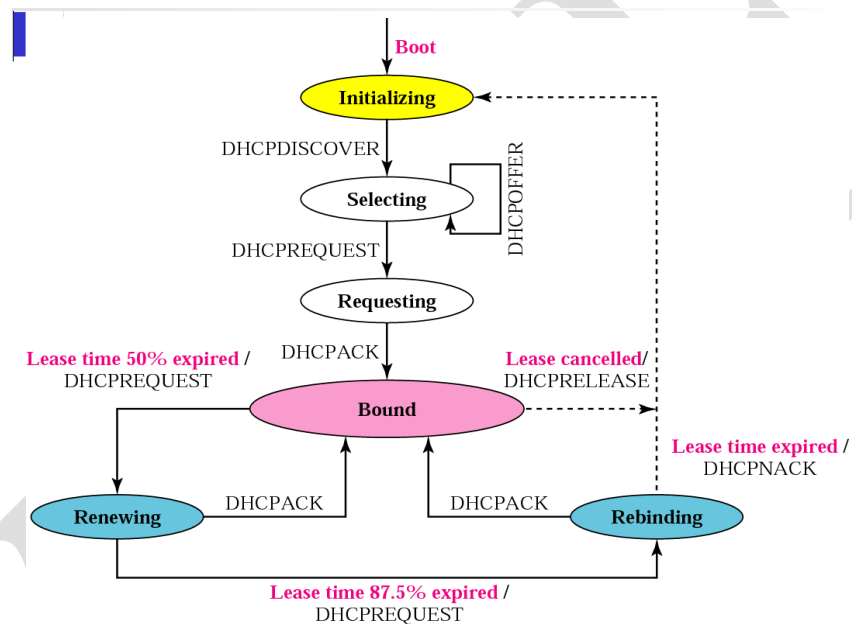 Boot
Initializing
DHCPDISCOVER
Selecting
DHCPOFFER
DHCPREQUEST
Requesting
DHCPACK
Lease time 50% expired /
DHCPREQUEST
Lease cancelled/
DHCPRELEASE
Bound
Lease time expired /
DHCPNACK
Renewing
DHCPACK
DHCPACK
Rebinding
Lease time 87.5% expired /
DHCPREQUEST